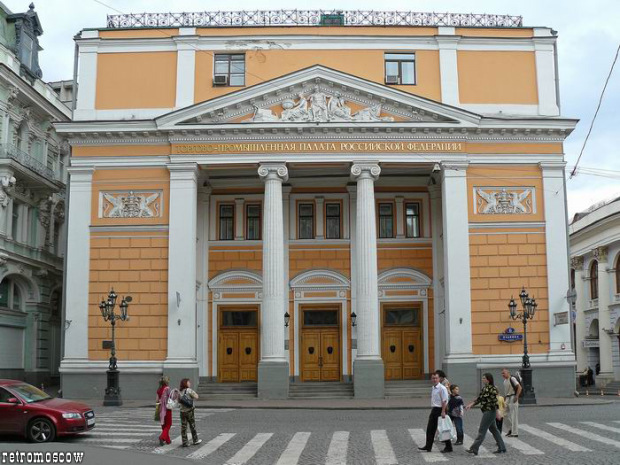 ТОРГОВО-ПРОМЫШЛЕННАЯ ПАЛАТА РОССИЙСКОЙ ФЕДЕРАЦИИ
retromoscow